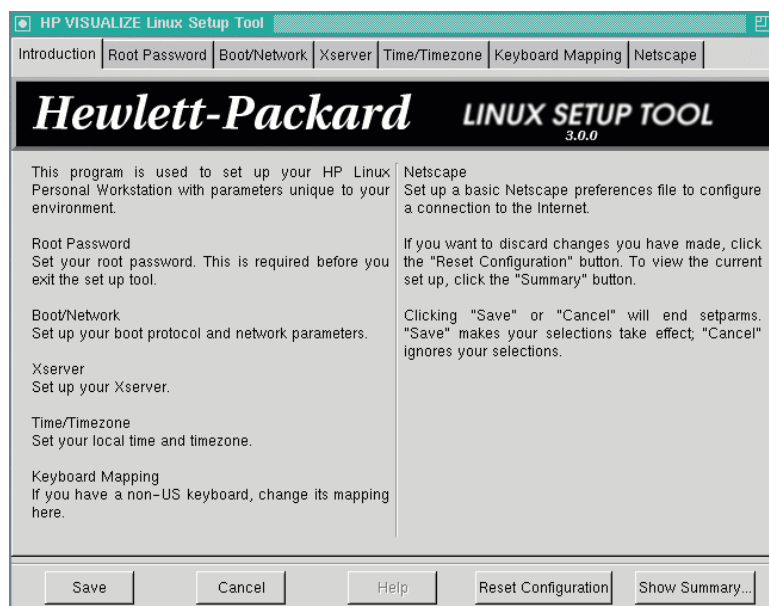 HP VISUALIZE Linux Setup Tool
Introduction Root Password Boot/Network Xserver Time/Timezone Keyboard Mapping Netscape
Hewlett-Packard LINUX SETUP TOOL
3.0.0
This program is used to set up your HP Linux
Personal Workstation with parameters unique to your
environment.
Root Password
Set your root password. This is required before you
exit the set up tool.
Boot/Network
Set up your boot protocol and network parameters.
Xserver
Set up your Xserver.
Time/Timezone
Set your local time and timezone.
Keyboard Mapping
If you have a non-US keyboard, change its mapping
here.
Netscape
Set up a basic Netscape preferences file to configure
a connection to the Internet.
If you want to discard changes you have made, click
the "Reset Configuration" button. To view the current
set up, click the "Summary" button.
Clicking "Save" or "Cancel" will end setparms.
"Save" makes your selections take effect; "Cancel"
ignores your selections.
Save Cancel Help Reset Configuration Show Summary...